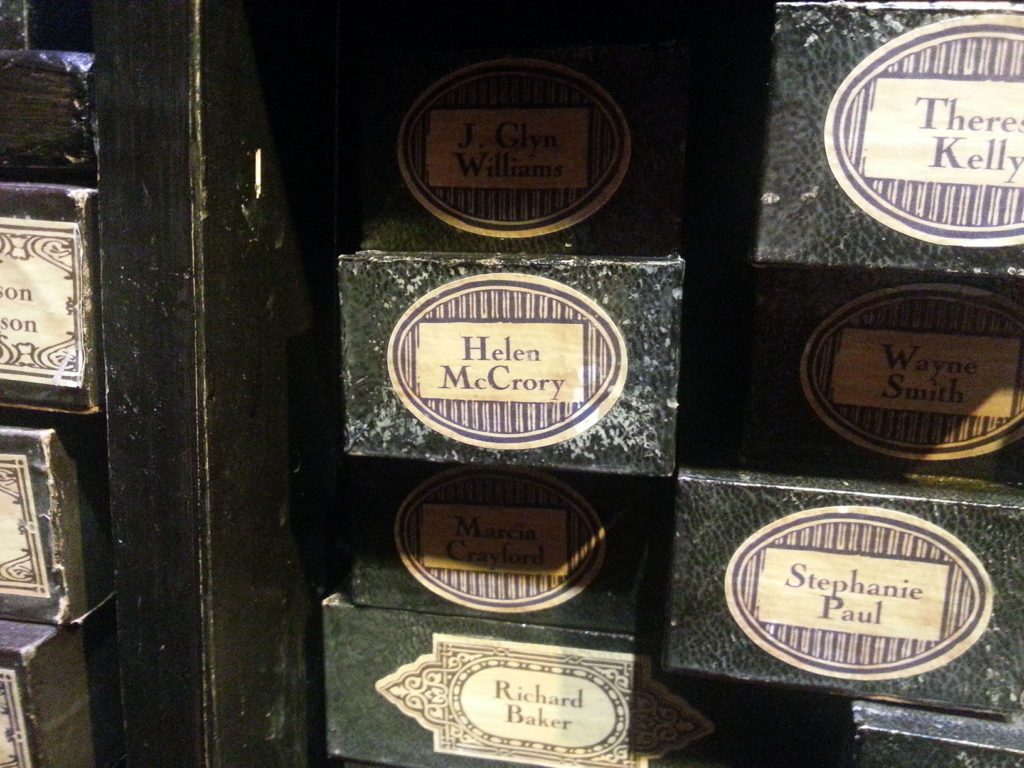 son
son
J. Glyn
Williams
Helen
McCrory
Marcia
Crayford
Richard
Baker
Theres
Kelly
Wayne
Smith
Stephanie
Paul